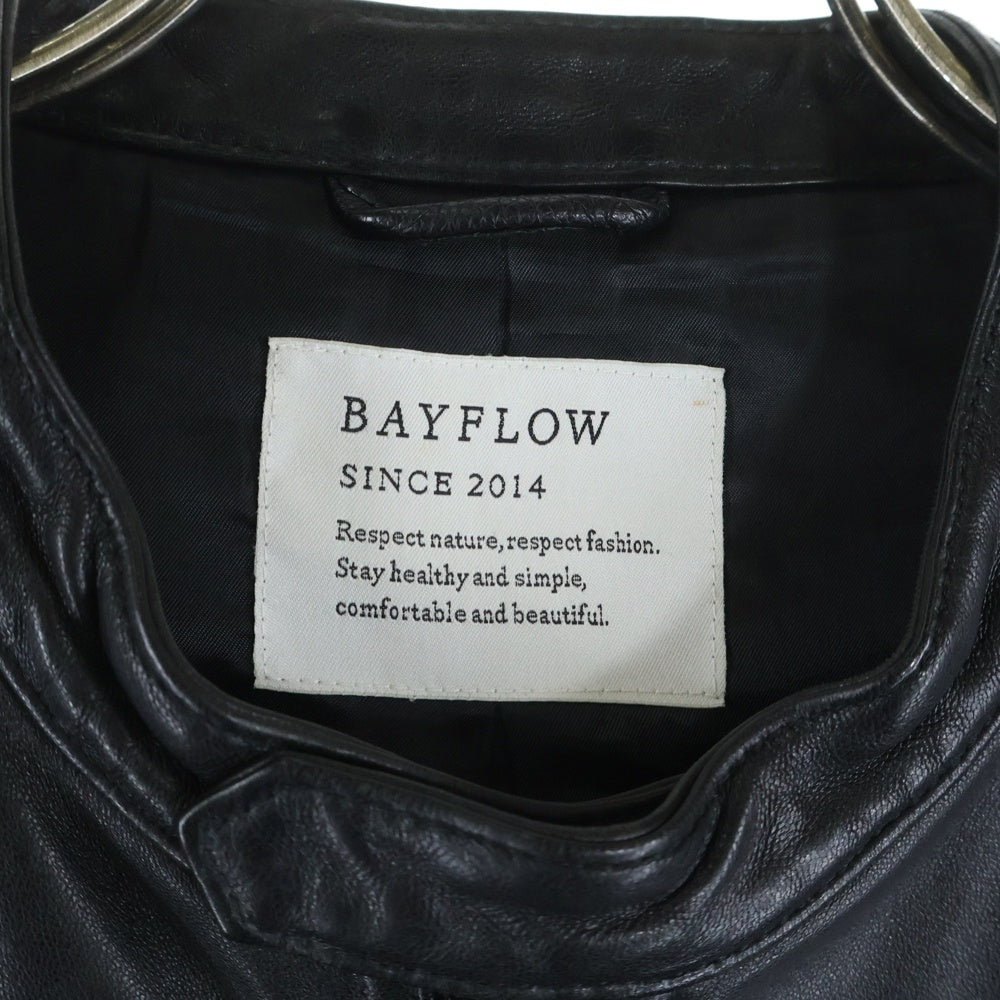 BAYFLOW
SINCE 2014
Respect nature, respect fashion.
Stay healthy and simple,
comfortable and beautiful.